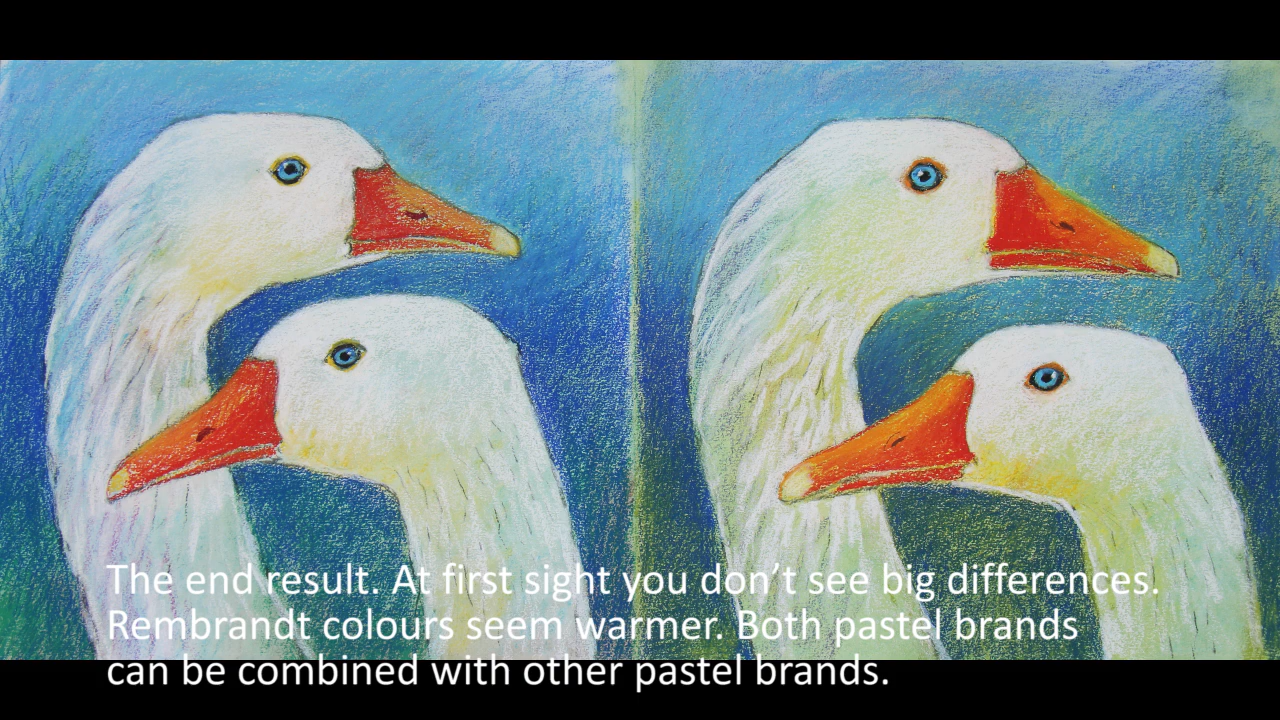 The end result. At first sight you don’t see big differences.
Rembrandt colours seem warmer. Both pastel brands
can be combined with other pastel brands.